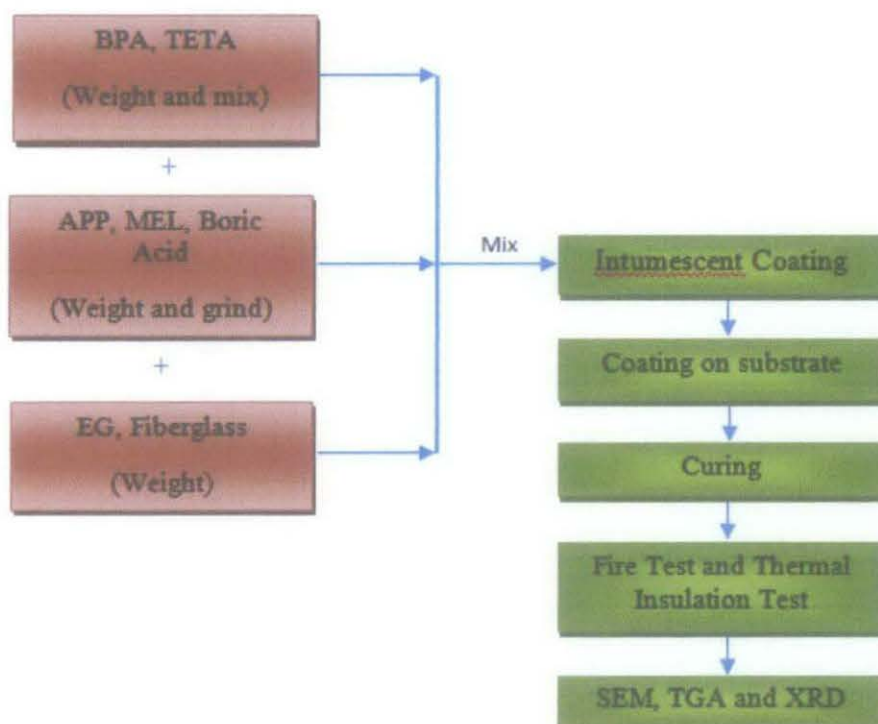 BPA, TETA
(Weight and mix)
+
APP, MEL, Boric
Acid
(Weight and grind)
+
EG, Fiberglass
(Weight)
Mix
Intumescent Coating
Coating on substrate
Curing
Fire Test and Thermal
Insulation Test
SEM, TGA and XRD